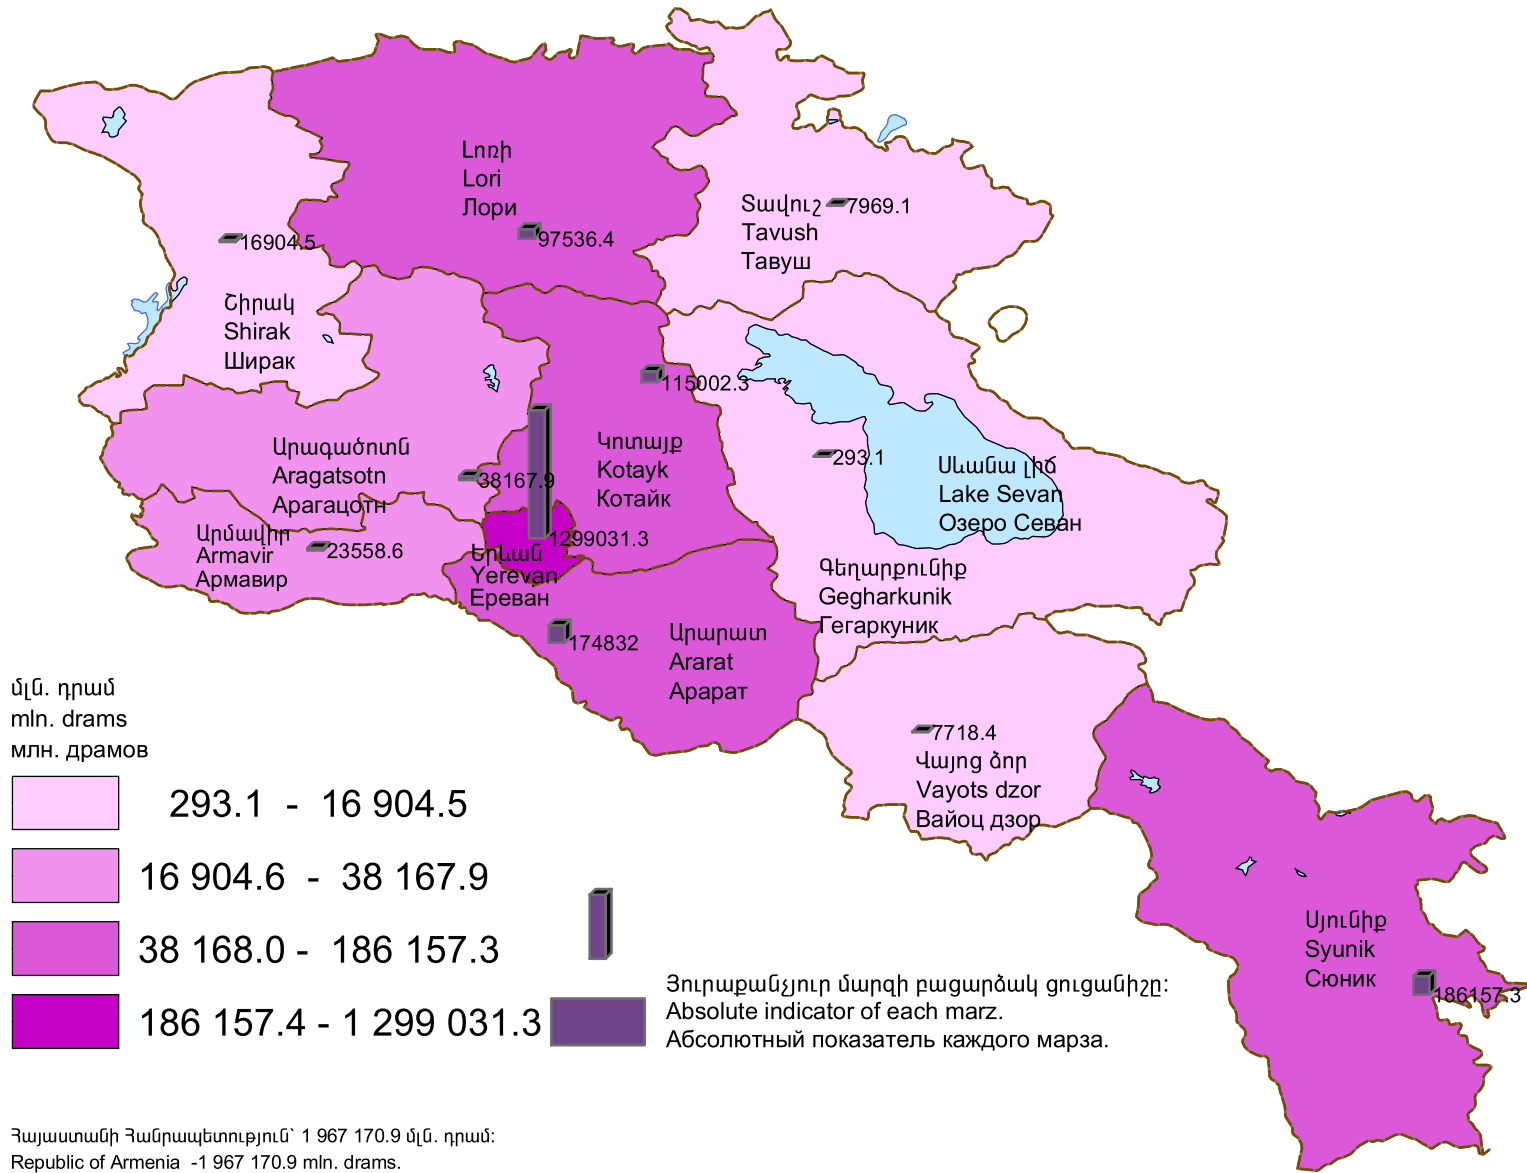 Լոռի
Lori
Лори
97536.4
Տավուշ
Tavush
Тавуш
7969.1
16904.5
Շիրակ
Shirak
Ширак
115002.3
Կոտայք
Kotayk
Котайк
Արագածոտն
Aragatsotn
Арагацотн
38167.9
293.1
Սևանա լիճ
Lake Sevan
Озеро Севан
Արմավիր
Armavir
Армавир
23558.6
1299031.3
Երևան
Yerevan
Ереван
Գեղարքունիք
Gegharkunik
Гегаркуник
174832
Արարատ
Ararat
Арарат
7718.4
Վայոց ձոր
Vayots dzor
Вайоц дзор
Սյունիք
Syunik
Сюник
186157.3
մլն. դրամ
mln. drams
млн. драмов
293.1 - 16 904.5
16 904.6 - 38 167.9
38 168.0 - 186 157.3
186 157.4 - 1 299 031.3
Յուրաքանչյուր մարզի բացարձակ ցուցանիշը:
Absolute indicator of each marz.
Абсолютный показатель каждого марза.
Հայաստանի Հանրապետություն` 1 967 170.9 մլն. դրամ:
Republic of Armenia -1 967 170.9 mln. drams.